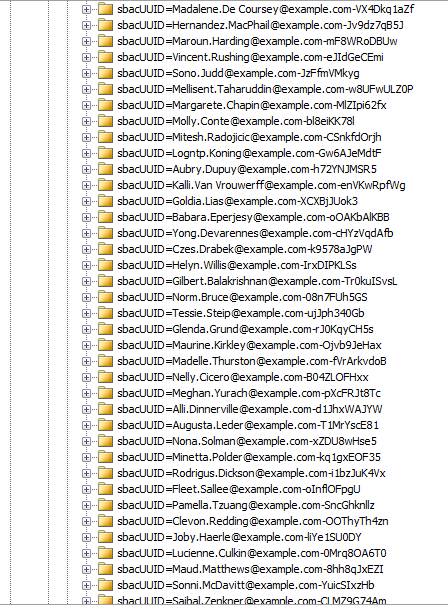 sbacUUID=Madalene.De Coursey@example.com-VX4Dkq1aZf
sbacUUID=Hernandez.MacPhail@example.com-Jv9dz7qB5J
sbacUUID=Maroun.Harding@example.com-mF8WRoDBUw
sbacUUID=Vincent.Rushing@example.com-eJIdGeCEmi
sbacUUID=Sono.Judd@example.com-JzFfmVMkyg
sbacUUID=Mellisent.Taharuddin@example.com-w8UFwULZ0P
sbacUUID=Margarete.Chapin@example.com-MlZIpi62fx
sbacUUID=Molly.Conte@example.com-bl8eiKK78l
sbacUUID=Mitesh.Radojicic@example.com-CSnkfdOrjh
sbacUUID=Logntp.Koning@example.com-Gw6AJeMdtF
sbacUUID=Aubry.Dupuy@example.com-h72YNJMSR5
sbacUUID=Kalli.Van Vrouwerff@example.com-enVKwRpfWg
sbacUUID=Goldia.Lias@example.com-XCXBjJUok3
sbacUUID=Babara.Eperjesy@example.com-oOAKbAlKBB
sbacUUID=Yong.Devarennes@example.com-cHYzVqdAfb
sbacUUID=Czes.Drabek@example.com-k9578aJgPW
sbacUUID=Helyn.Willis@example.com-IrxDIPKLSs
sbacUUID=Gilbert.Balakrishnan@example.com-Tr0kuISvsL
sbacUUID=Norm.Bruce@example.com-08n7FUh5GS
sbacUUID=Tessie.Steip@example.com-ujJph340Gb
sbacUUID=Glenda.Grund@example.com-rJ0KqyCH5s
sbacUUID=Maurine.Kirkley@example.com-Ojvb9JeHax
sbacUUID=Madelle.Thurston@example.com-fVrArkvdoB
sbacUUID=Nelly.Cicero@example.com-B04ZLOFHxx
sbacUUID=Meghan.Yurach@example.com-pXcFRJt8Tc
sbacUUID=Alli.Dinnerville@example.com-d1JhxWAJYW
sbacUUID=Augusta.Leder@example.com-T1MrYscE81
sbacUUID=Nona.Solman@example.com-xZDU8wHse5
sbacUUID=Minetta.Polder@example.com-kq1gxEOF35
sbacUUID=Rodrigus.Dickson@example.com-i1bzJuK4Vx
sbacUUID=Fleet.Sallee@example.com-oInflOFpgU
sbacUUID=Pamella.Tzuang@example.com-SncGhknllz
sbacUUID=Clevon.Redding@example.com-OOThyTh4zn
sbacUUID=Joby.Haerle@example.com-liYe1SU0DY
sbacUUID=Lucienne.Culkin@example.com-0Mrq8OA6T0
sbacUUID=Maud.Matthews@example.com-8hh8qJxEZI
sbacUUID=Sonni.McDavitt@example.com-YuicSIxzHb
sbacUUID=Saibal.Zenkner@example.com-CLMZ9G74Am